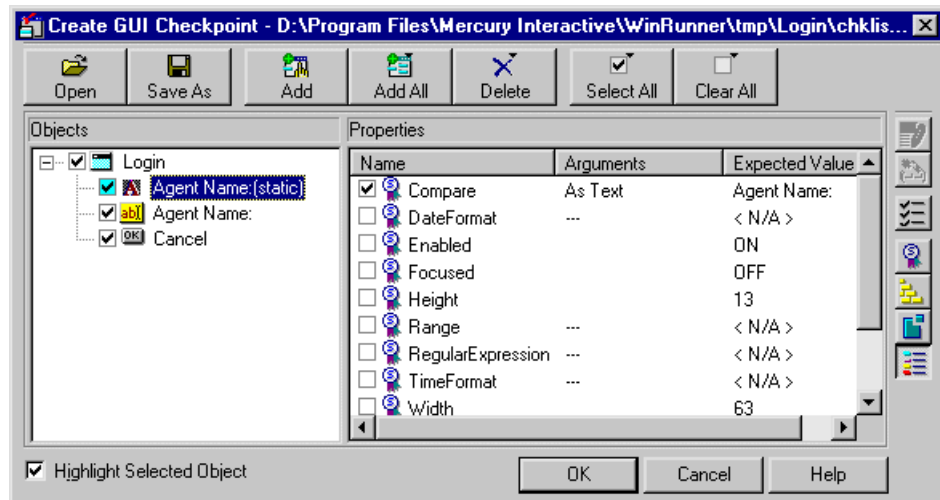 Create GUI Checkpoint - D:\Program Files\Mercury Interactive\WinRunner\tmp\Login\chklis...
Open Save As Add Add All Delete Select All Clear All
Objects Properties
Login
Agent Name:(static)
Agent Name:
Cancel
Name Arguments Expected Value
Compare As Text Agent Name:
DateFormat --- < N/A >
Enabled ON
Focused OFF
Height 13
Range --- < N/A >
RegularExpression --- < N/A >
TimeFormat --- < N/A >
Width 63
Highlight Selected Object OK Cancel Help